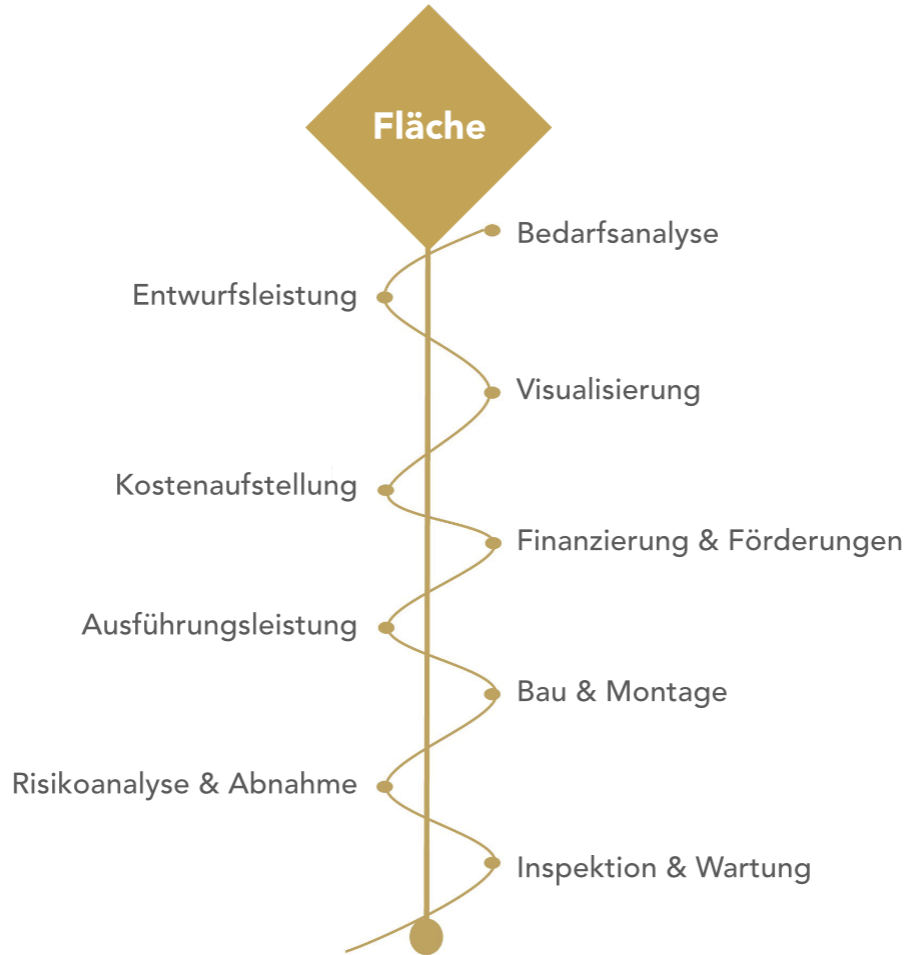 Fläche
Bedarfsanalyse
Entwurfsleistung
Visualisierung
Kostenaufstellung
Finanzierung & Förderungen
Ausführungsleistung
Bau & Montage
Risikoanalyse & Abnahme
Inspektion & Wartung